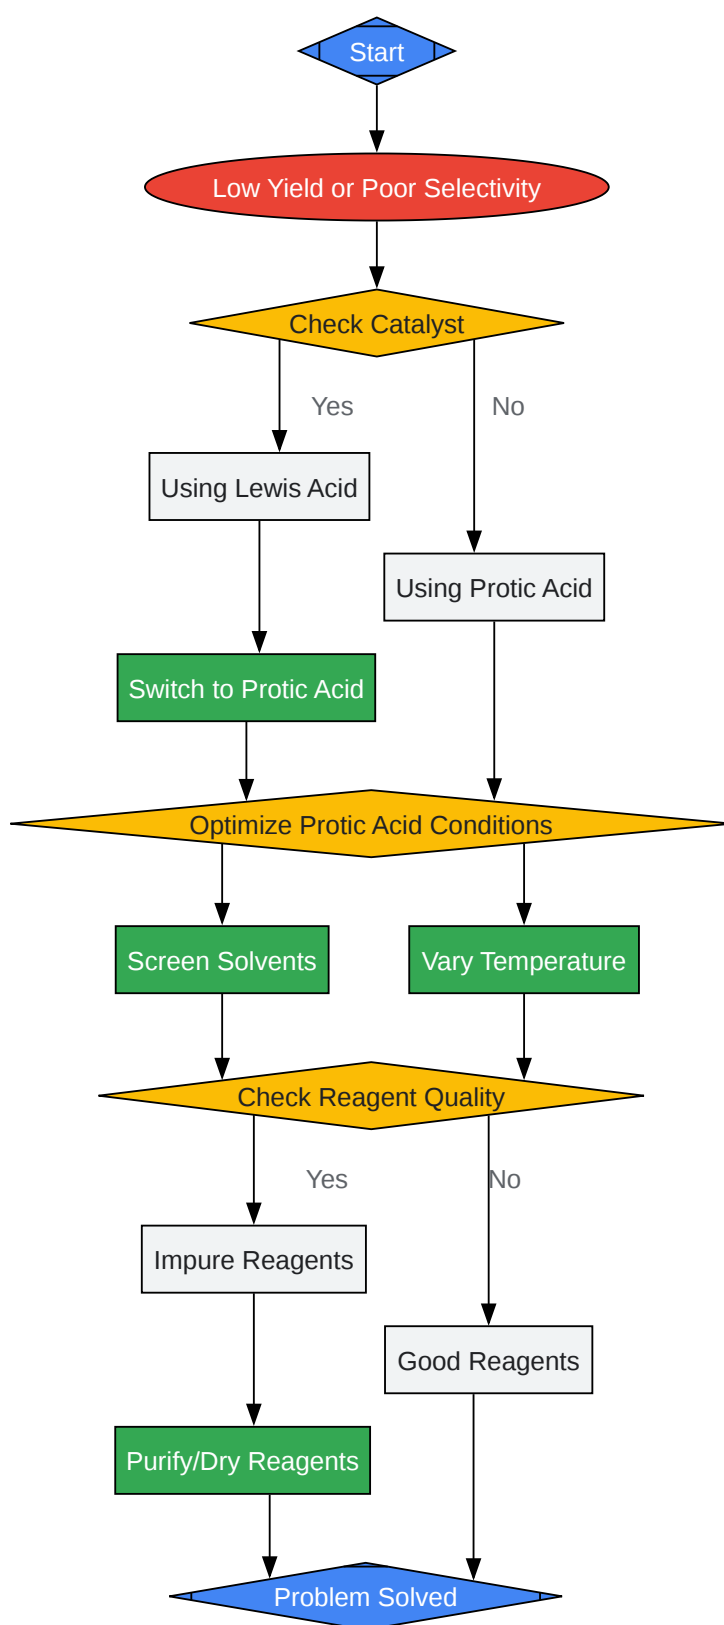 Start
Low Yield or Poor Selectivity
Check Catalyst
Yes
No
Using Lewis Acid
Using Protic Acid
Switch to Protic Acid
Optimize Protic Acid Conditions
Screen Solvents
Vary Temperature
Check Reagent Quality
Yes
No
Impure Reagents
Good Reagents
Purify/Dry Reagents
Problem Solved